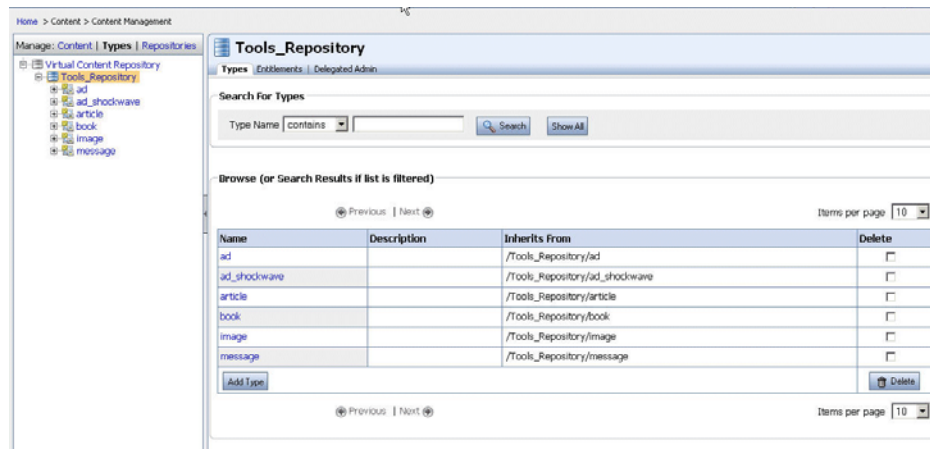 Home > Content > Content Management
Manage: Content | Types | Repositories
Virtual Content Repository
Tools_Repository
ad
ad_shockwave
article
book
image
message
Tools_Repository
Types Entitlements | Delegated Admin
Search For Types
Type Name contains Search Show All
Browse (or Search Results if list is filtered)
Previous | Next Items per page 10
Name Description Inherits From Delete
ad /Tools_Repository/ad
ad_shockwave /Tools_Repository/ad_shockwave
article /Tools_Repository/article
book /Tools_Repository/book
image /Tools_Repository/image
message /Tools_Repository/message
Add Type Delete
Previous | Next Items per page 10